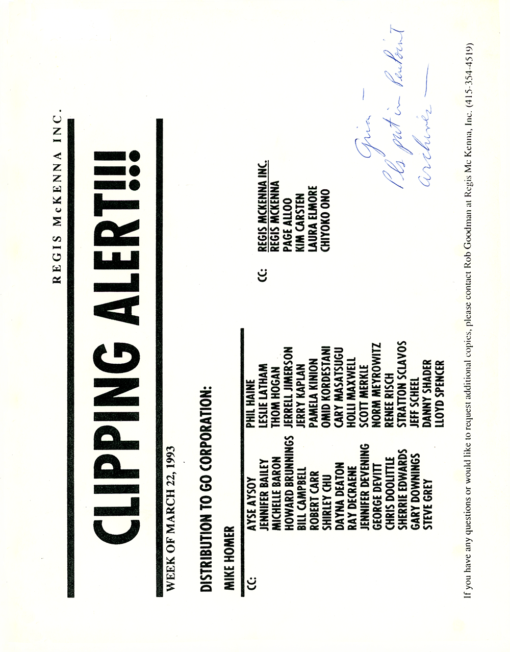 REGIS McKENNA INC.
CLIPPING ALERT!!!
WEEK OF MARCH 22, 1993
DISTRIBUTION TO GO CORPORATION:
MIKE HOMER
CC:
AYSE AYSOY
JENNIFER BAILEY
MICHELLE BARON
HOWARD BRUNNINGS
BILL CAMPBELL
ROBERT CARR
SHIRLEY CHU
DAYNA DEATON
RAY DECRAENE
JENNIFER DEVENING
GEORGE DEVITT
CHRIS DOOLITTLE
SHERRIE EDWARDS
GARY DOWNINGS
STEVE GREY
PHIL HAINE
LESLIE LATHAM
THOM HOGAN
JERRELL JIMERSON
JERRY KAPLAN
PAMELA KINION
OMID KORDESTANI
CARY MASATSUGU
HOLLI MAXWELL
SCOTT MERKLE
NORM MEYROWITZ
RENEE RISCH
STRATTON SCLAVOS
JEFF SCHEEL
DANNY SHADER
LLOYD SPENCER
CC:
REGIS MCKENNA INC.
REGIS MCKENNA
PAGE ALLOO
KIM CARSTEN
LAURA ELMORE
CHIYOKO ONO
Pls put in PenPoint
archives —
If you have any questions or would like to request additional copies, please contact Rob Goodman at Regis Mc Kenna, Inc. (415-354-4519)